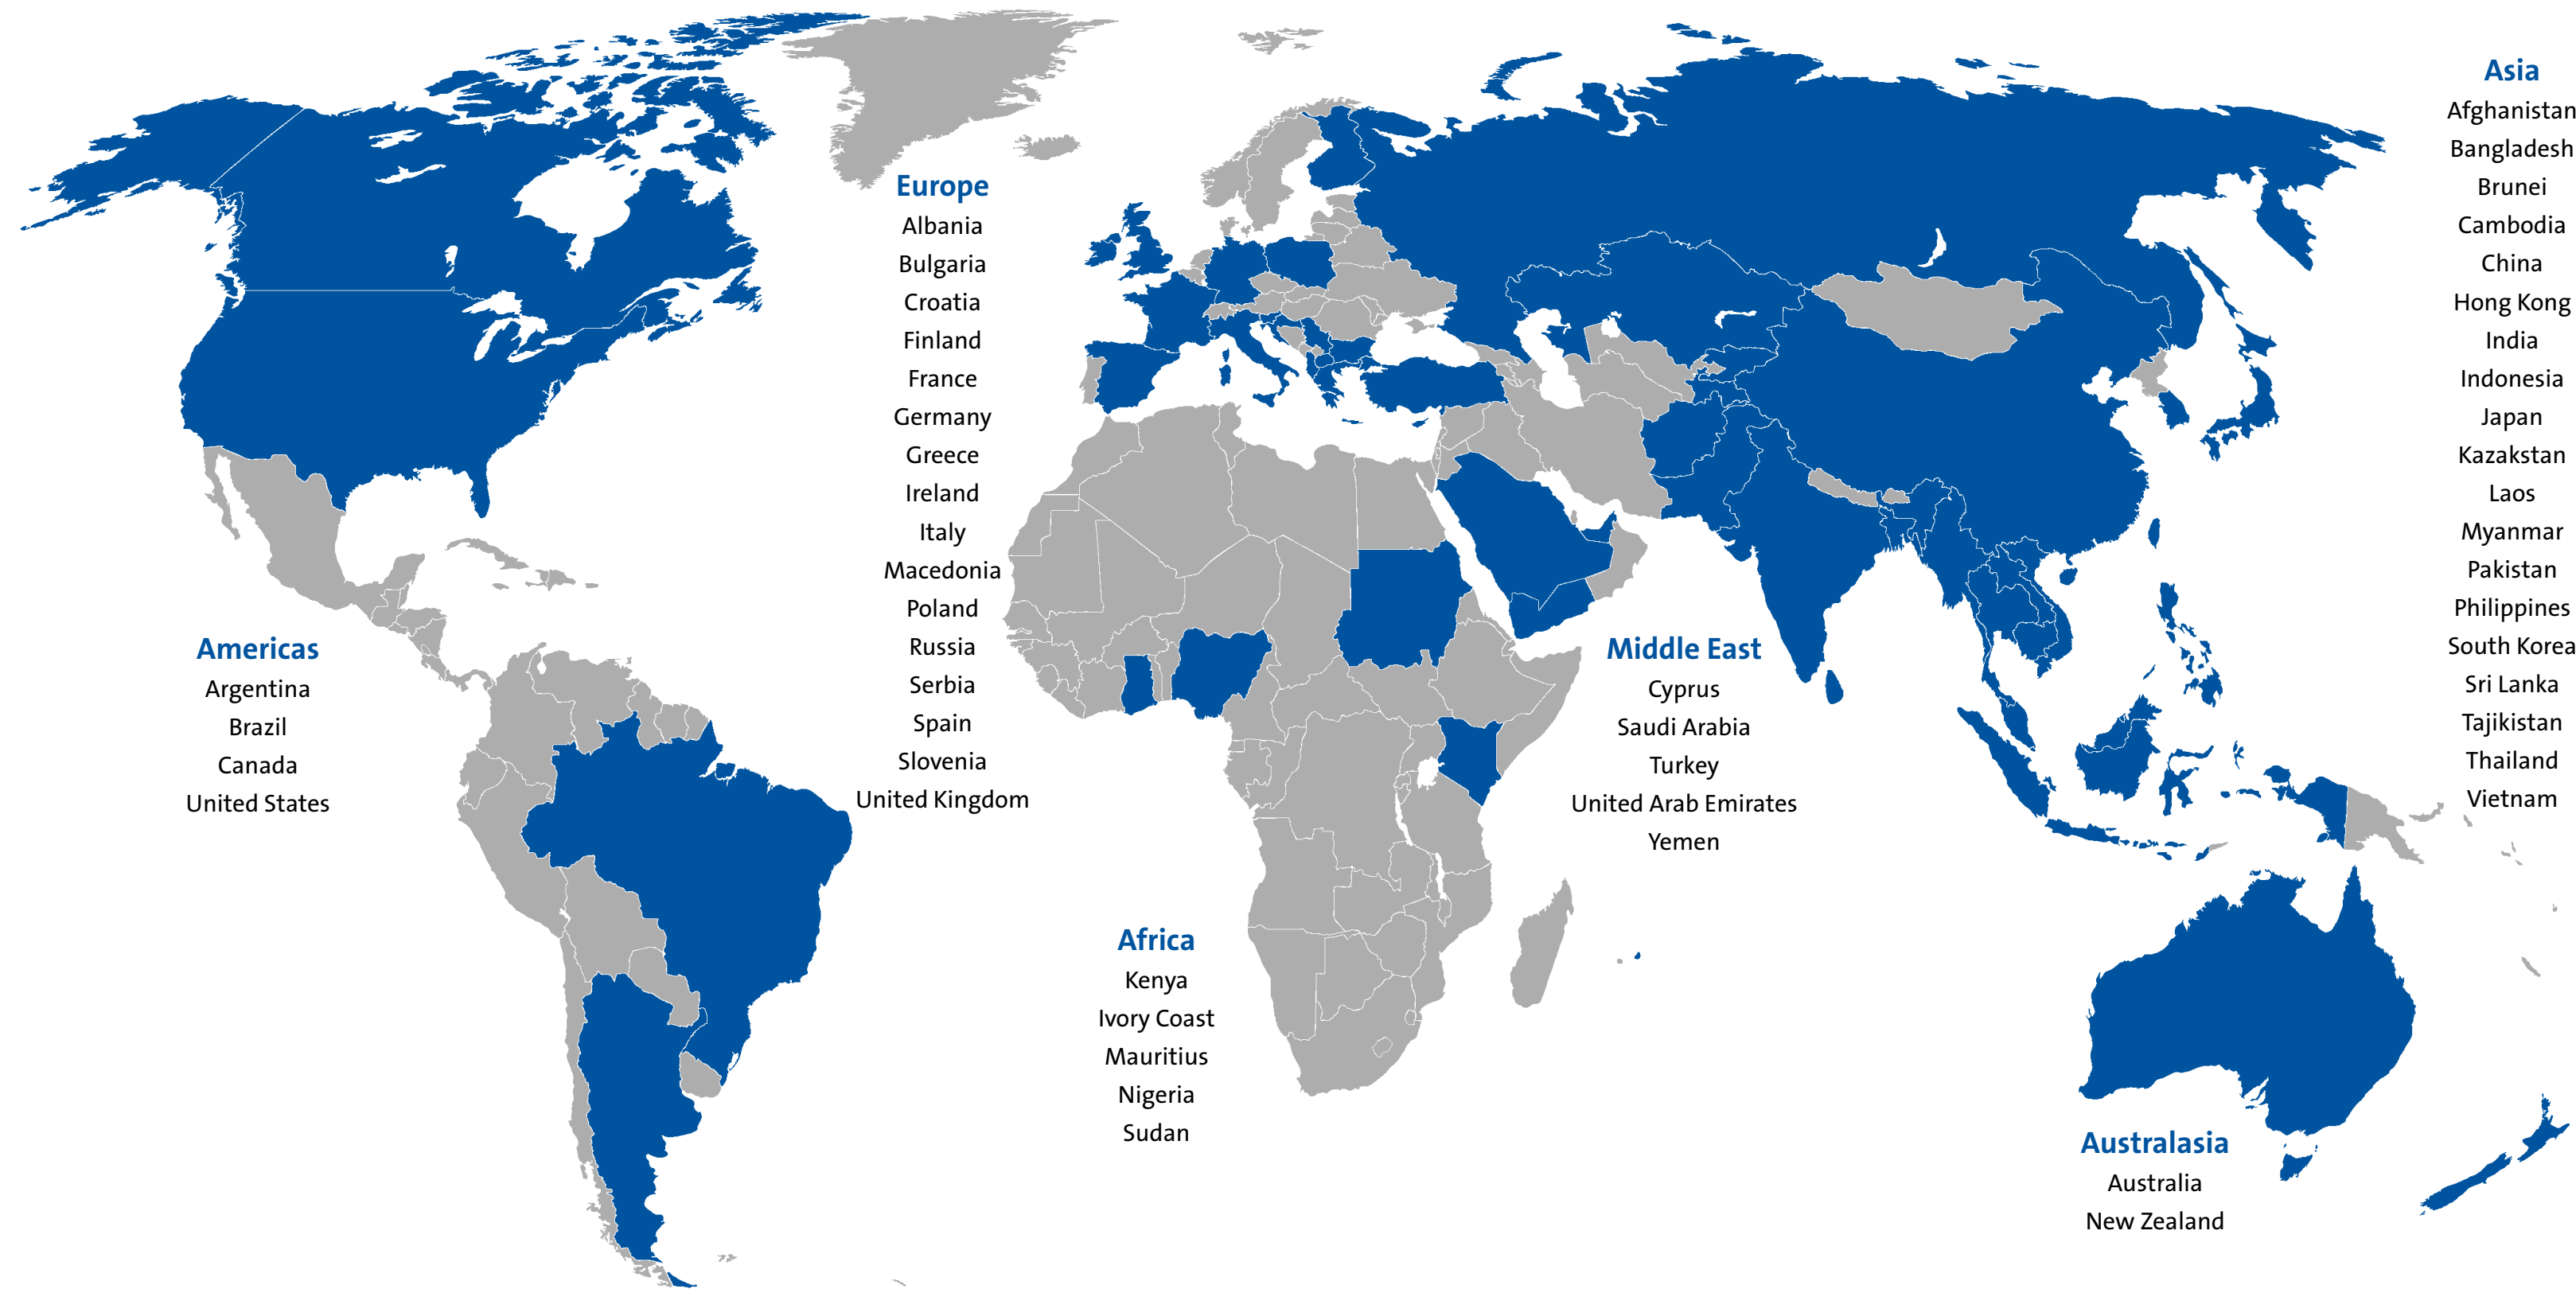 Americas
Argentina
Brazil
Canada
United States
Europe
Albania
Bulgaria
Croatia
Finland
France
Germany
Greece
Ireland
Italy
Macedonia
Poland
Russia
Serbia
Spain
Slovenia
United Kingdom
Africa
Kenya
Ivory Coast
Mauritius
Nigeria
Sudan
Middle East
Cyprus
Saudi Arabia
Turkey
United Arab Emirates
Yemen
Asia
Afghanistan
Bangladesh
Brunei
Cambodia
China
Hong Kong
India
Indonesia
Japan
Kazakstan
Laos
Myanmar
Pakistan
Philippines
South Korea
Sri Lanka
Tajikistan
Thailand
Vietnam
Australasia
Australia
New Zealand